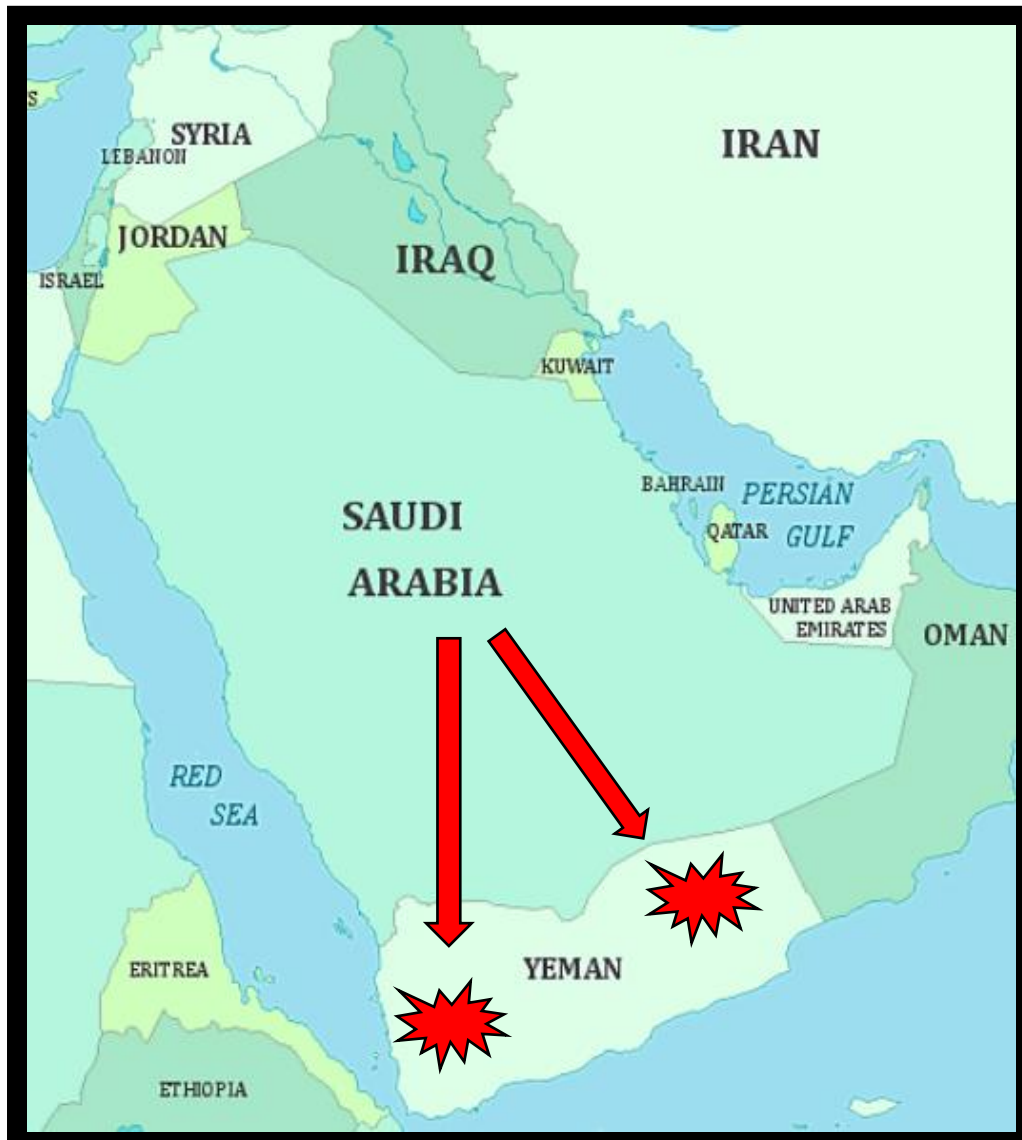 S
SYRIA
LEBANON
IRAN
JORDAN
IRAQ
ISRAEL
KUWAIT
BAHRAIN
PERSIAN
GULF
QATAR
SAUDI
ARABIA
UNITED ARAB
EMIRATES
OMAN
RED
SEA
ERITREA
YEMAN
ETHIOPIA